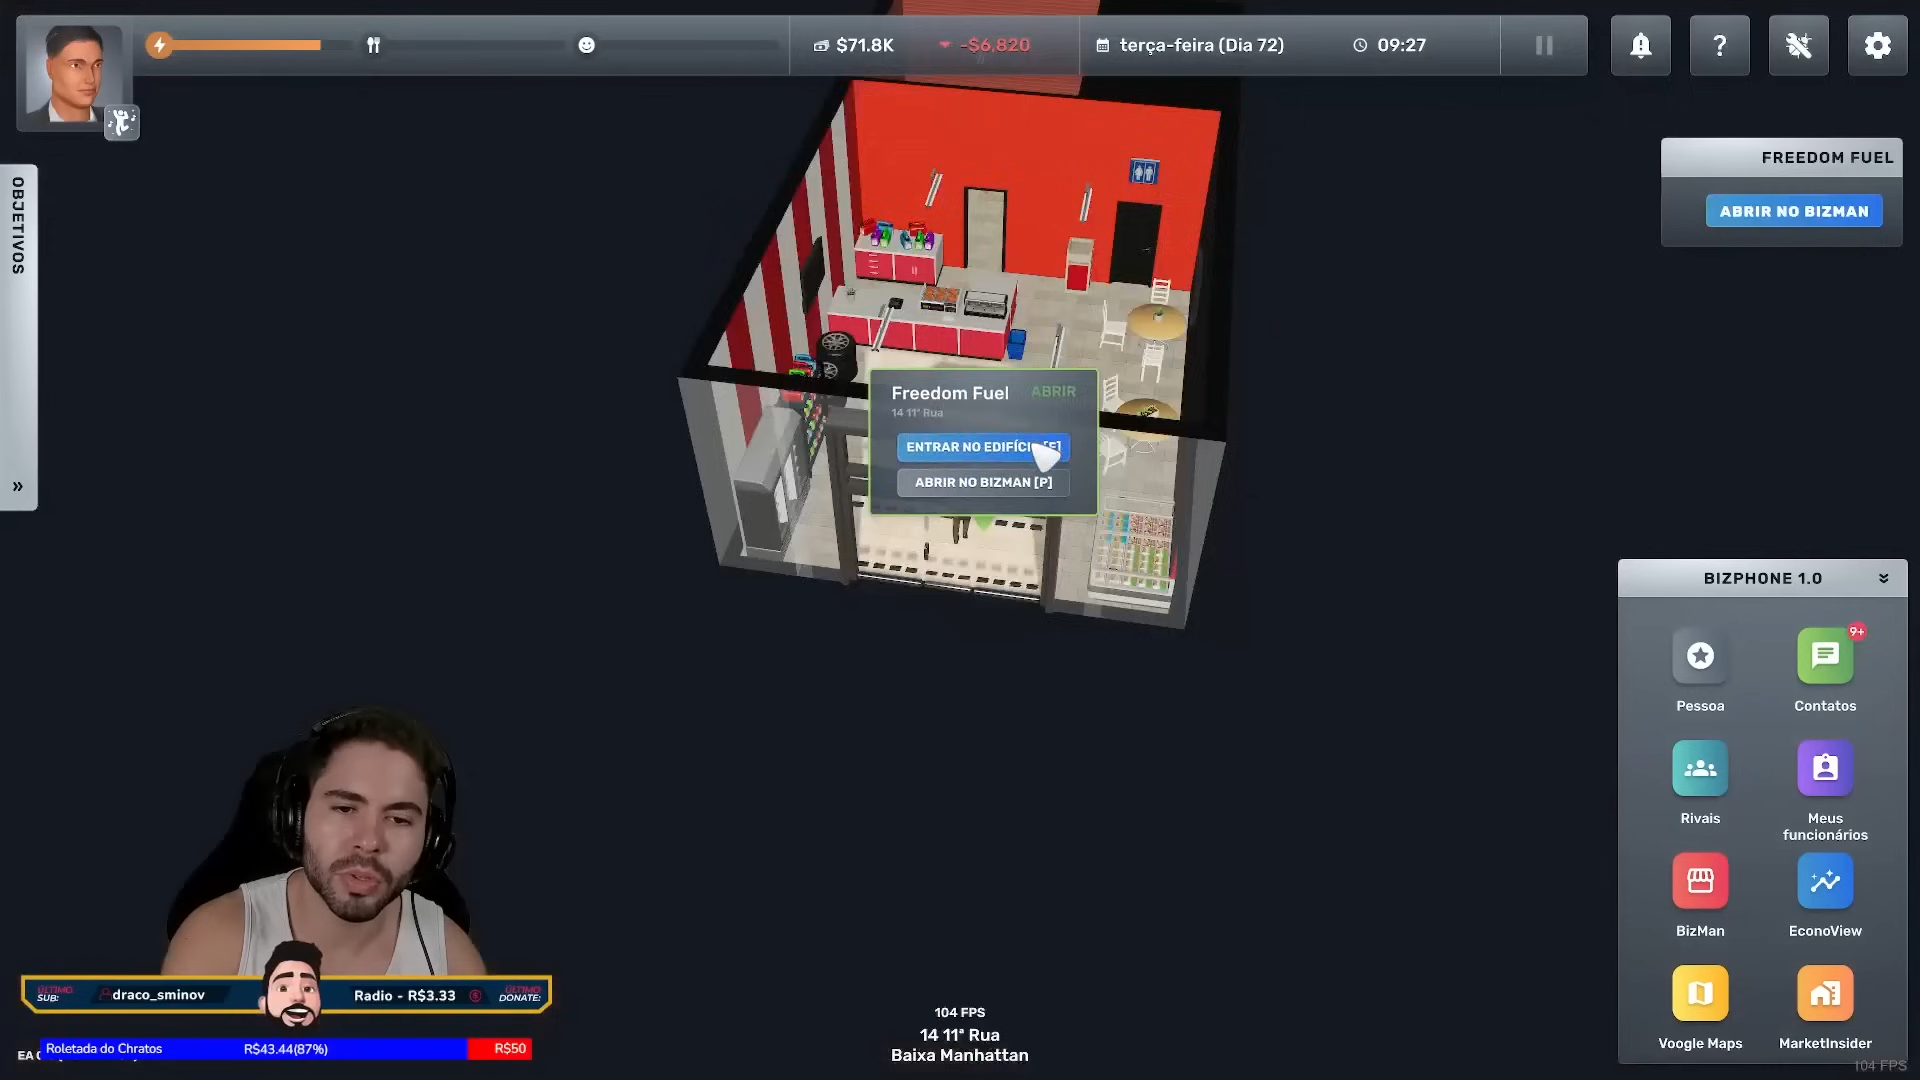 $71.8K
-$6,820
terça-feira (Dia 72)
09:27
?
OBJETIVOS
FREEDOM FUEL
ABRIR NO BIZMAN
Freedom Fuel
ABRIR
14 11ª Rua
ENTRAR NO EDIFÍCIO [E]
ABRIR NO BIZMAN [P]
BIZPHONE 1.0
9+
Pessoa
Contatos
Rivais
Meus funcionários
BizMan
EconoView
Voogle Maps
MarketInsider
104 FPS
ÚLTIMO SUB:
draco_sminov
Radio - R$3.33
ÚLTIMO DONATE:
Roletada do Chratos
R$43.44(87%)
R$50
104 FPS
14 11ª Rua
Baixa Manhattan